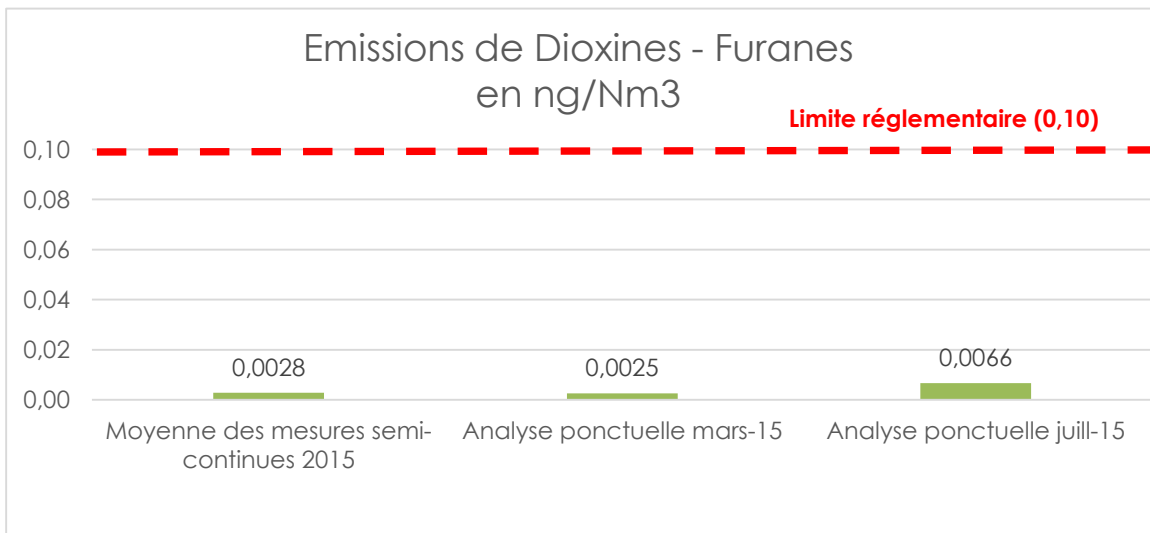 Emissions de Dioxines - Furanes
en ng/Nm3
Limite réglementaire (0,10)
0,10
0,08
0,06
0,04
0,02
0,00
0,0028
0,0025
0,0066
Moyenne des mesures semi-
continues 2015
Analyse ponctuelle mars-15
Analyse ponctuelle juill-15